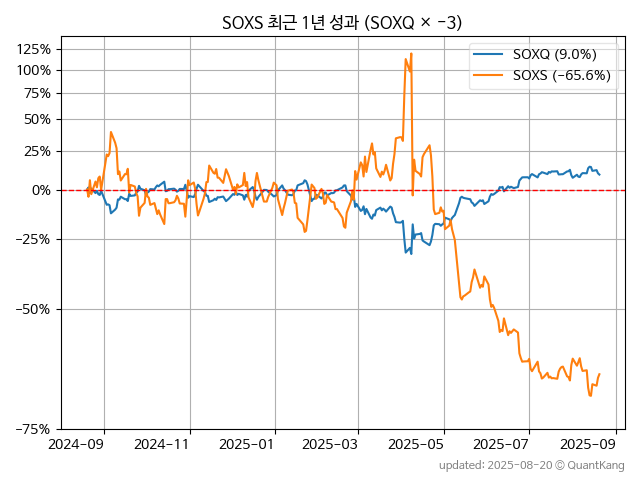 SOXS 최근 1년 성과 (SOXQ × −3)
SOXQ (9.0%)
SOXS (−65.6%)
125%
100%
75%
50%
25%
0%
−25%
−50%
−75%
2024-09 2024-11 2025-01 2025-03 2025-05 2025-07 2025-09
updated: 2025-08-20 © QuantKang